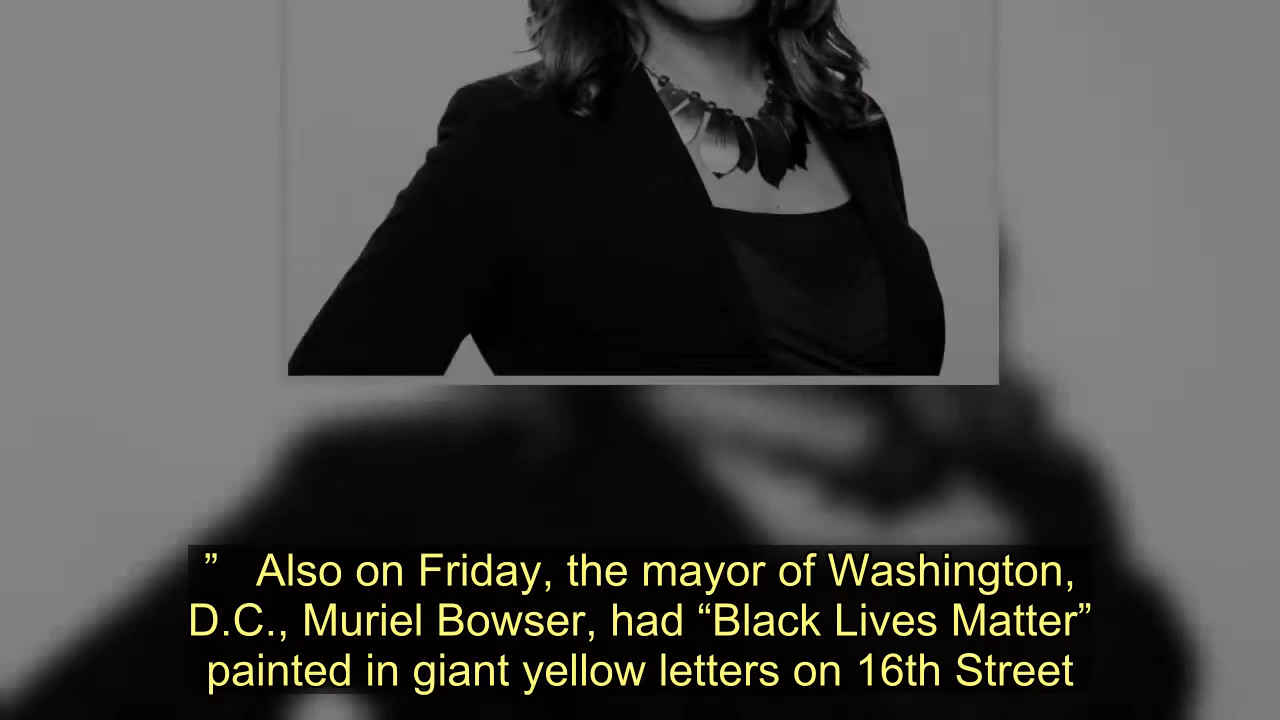 ” Also on Friday, the mayor of Washington,
D.C., Muriel Bowser, had “Black Lives Matter”
painted in giant yellow letters on 16th Street